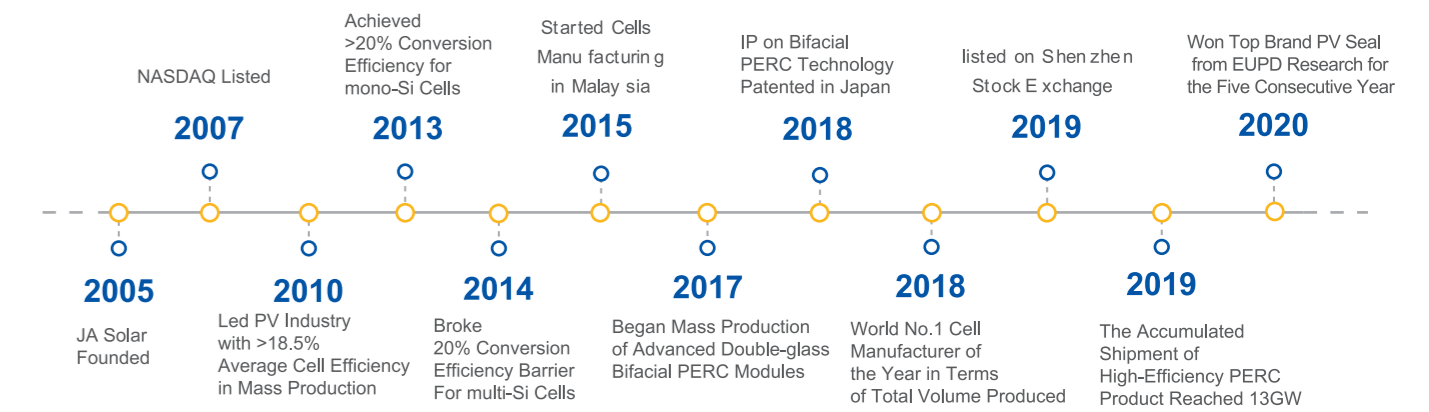 NASDAQ Listed
2007
Achieved
>20% Conversion
Efficiency for
mono-Si Cells
2013
Started Cells
Manu facturin g
in Malay sia
2015
IP on Bifacial
PERC Technology
Patented in Japan
2018
listed on Shen zhen
Stock E xchange
2019
Won Top Brand PV Seal
from EUPD Research for
the Five Consecutive Year
2020
2005
JA Solar
Founded
2010
Led PV Industry
with >18.5%
Average Cell Efficiency
in Mass Production
2014
Broke
20% Conversion
Efficiency Barrier
For multi-Si Cells
2017
Began Mass Production
of Advanced Double-glass
Bifacial PERC Modules
2018
World No.1 Cell
Manufacturer of
the Year in Terms
of Total Volume Produced
2019
The Accumulated
Shipment of
High-Efficiency PERC
Product Reached 13GW